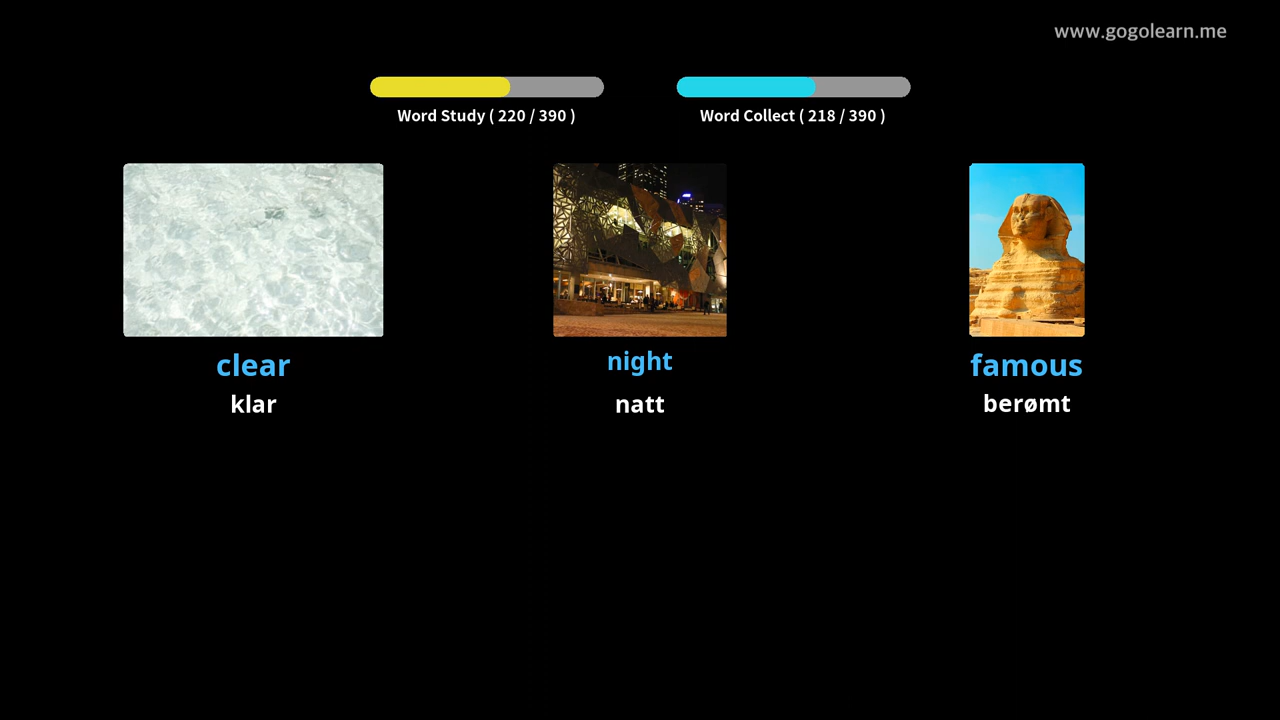 www.gogolearn.me
Word Study ( 220 / 390 )
Word Collect ( 218 / 390 )
clear
night
famous
klar
natt
berømt